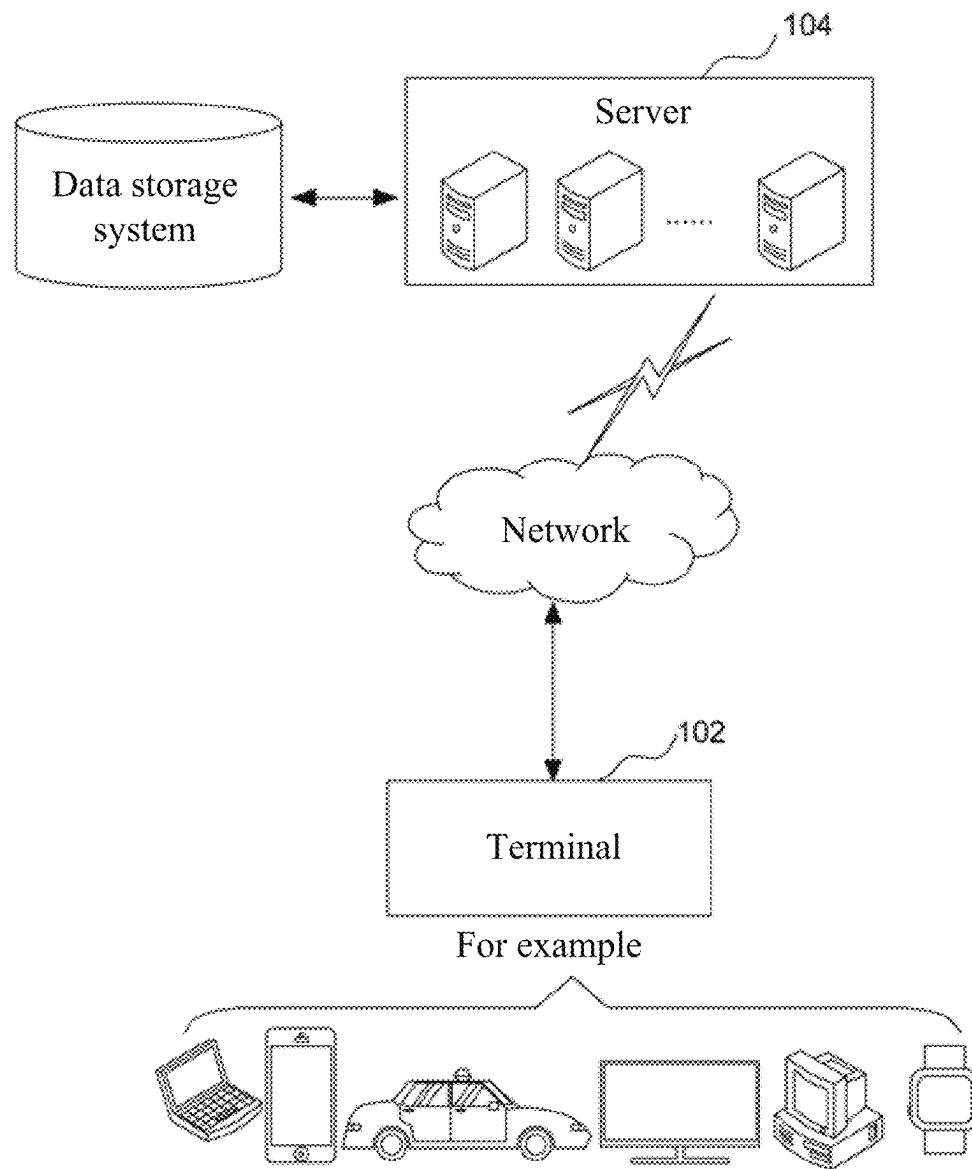 104
Server
Data storage
system
......
Network
102
Terminal
For example